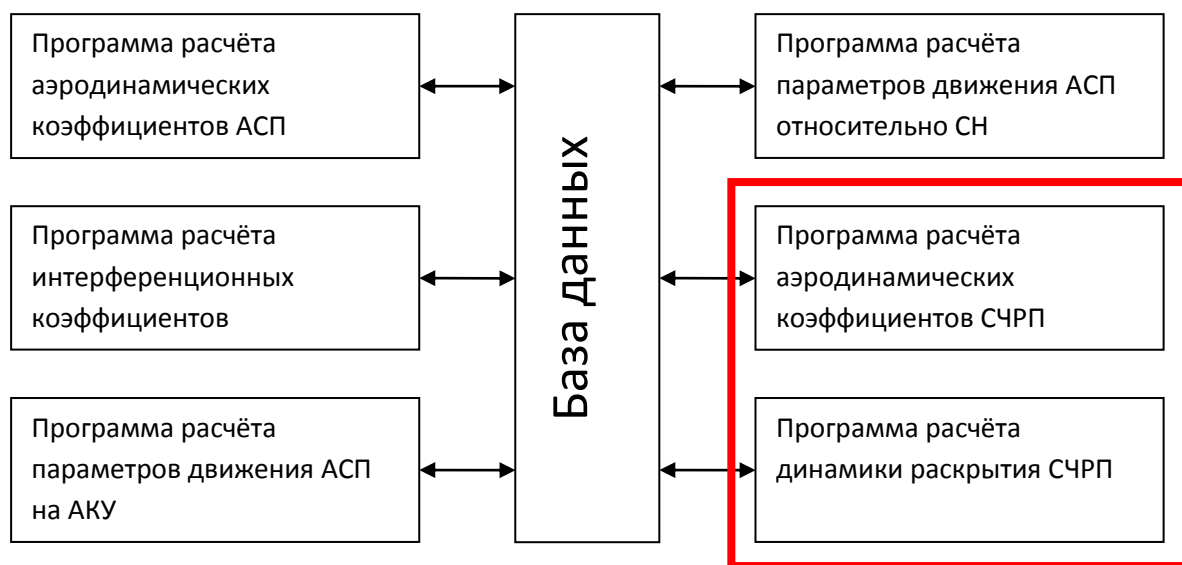 Программа расчёта
аэродинамических
коэффициентов АСП
Программа расчёта
интерференционных
коэффициентов
Программа расчёта
параметров движения АСП
на АКУ
База данных
Программа расчёта
параметров движения АСП
относительно СН
Программа расчёта
аэродинамических
коэффициентов СЧРП
Программа расчёта
динамики раскрытия СЧРП